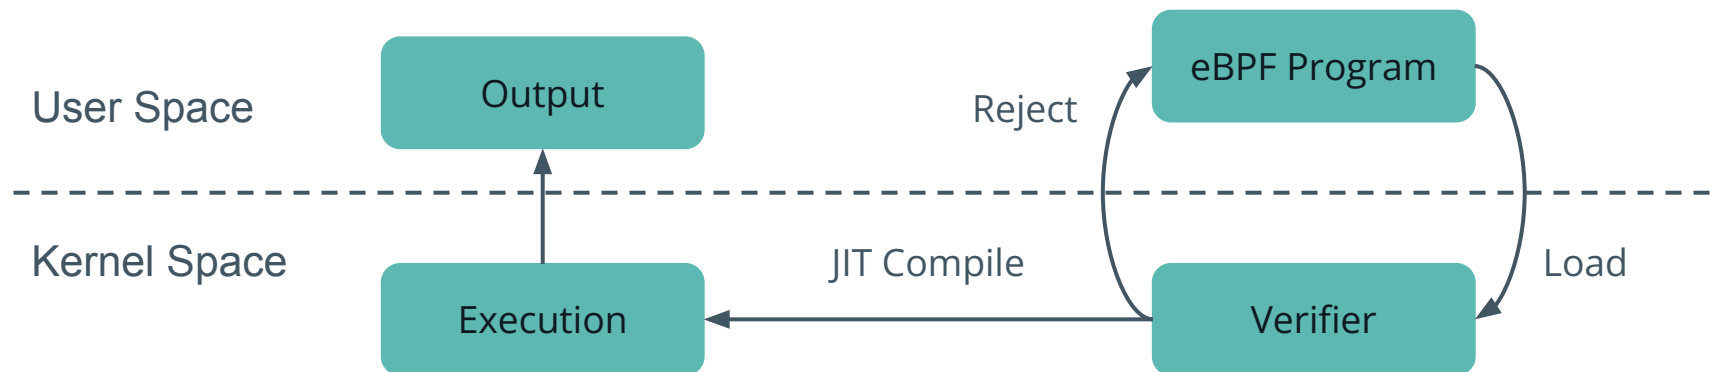 User Space
Output
Reject
eBPF Program
Kernel Space
JIT Compile
Load
Execution
Verifier